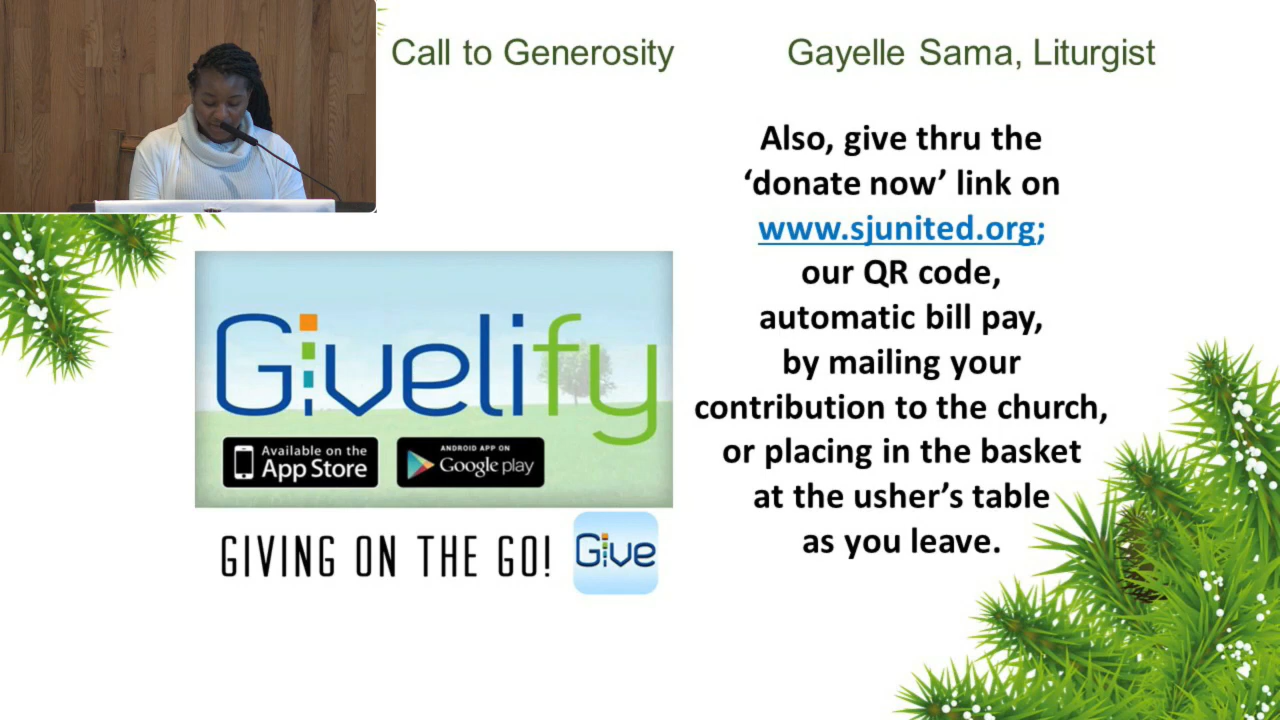 Call to Generosity
Gayelle Sama, Liturgist
Also, give thru the
‘donate now’ link on
www.sjunited.org;
our QR code,
automatic bill pay,
by mailing your
contribution to the church,
or placing in the basket
at the usher’s table
as you leave.
Givelify
Available on the
App Store
ANDROID APP ON
Google play
GIVING ON THE GO!
Give